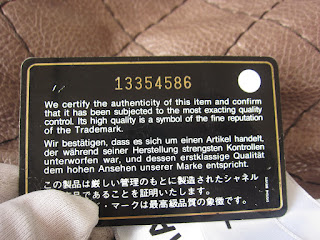 13354586
We certify the authenticity of this item and confirm
that it has been subjected to the most exacting quality
control. Its high quality is a symbol of the fine reputation
of the Trademark.
Wir bestätigen, dass es sich um einen Artikel handelt,
der während seiner Herstellung strengsten Kontrollen
unterworfen war, und dessen erstklassige Qualität
dem hohen Ansehen unserer Marke entspricht.
この製品は厳しい管理のもとに製造されたシャネル
品であることを証明いたします。
・マークは最高級品質の象徴です。